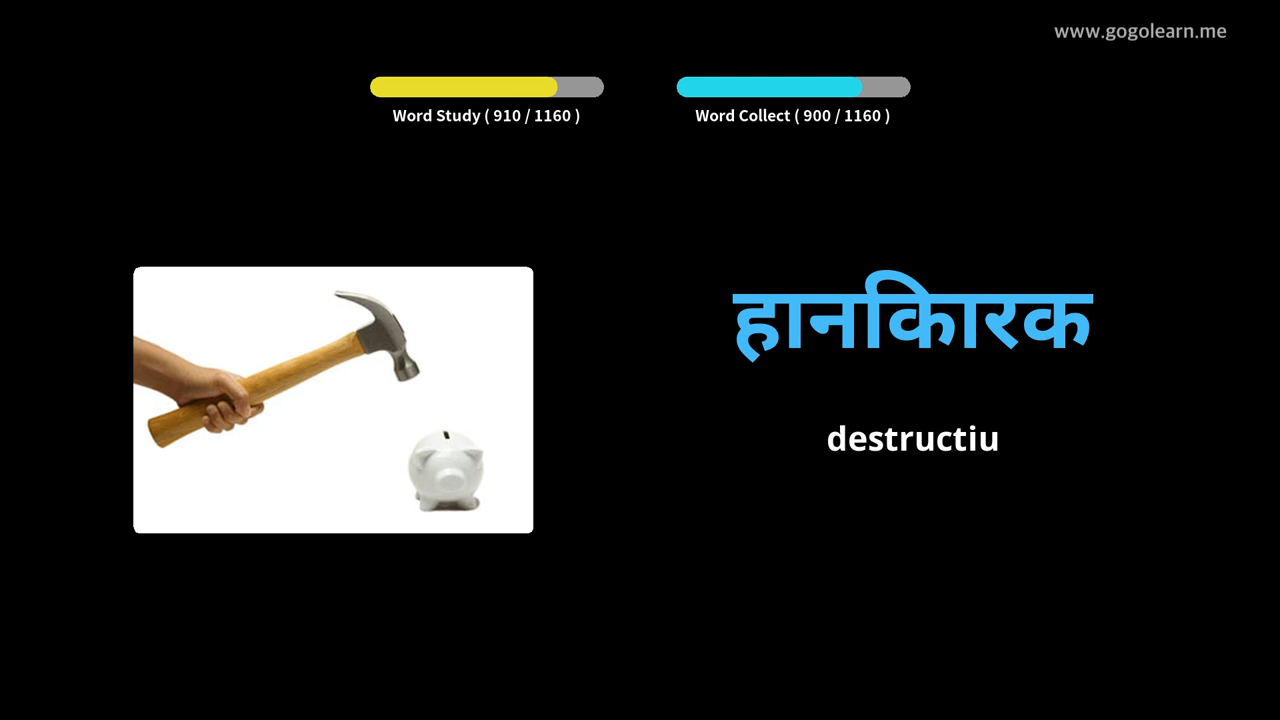 www.gogolearn.me
Word Study ( 910 / 1160 )
Word Collect ( 900 / 1160 )
हानिकारक
destructiu